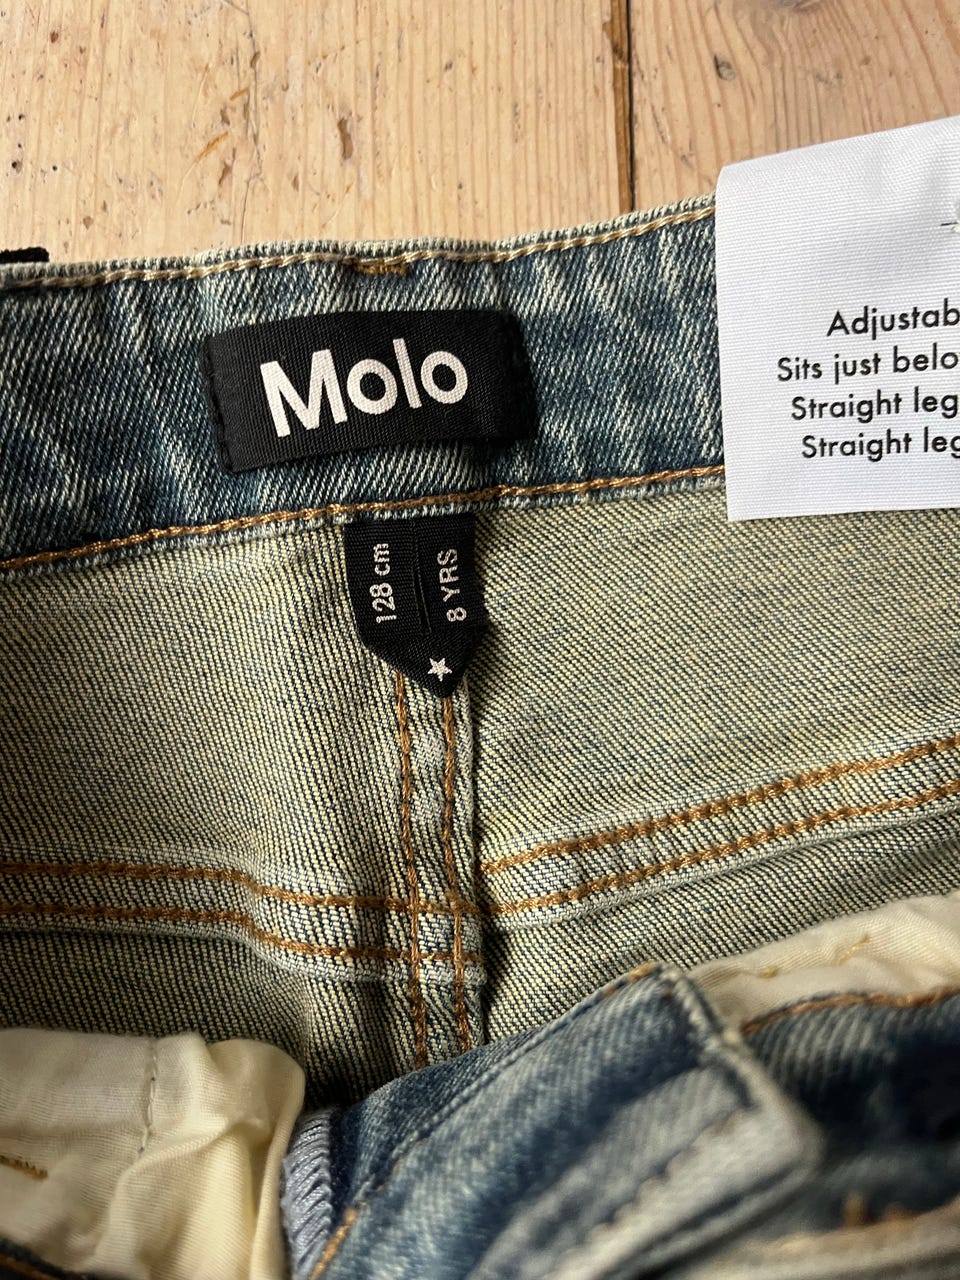 Molo
128 cm
8 YRS
Adjustab
Sits just belo
Straight leg
Straight leg